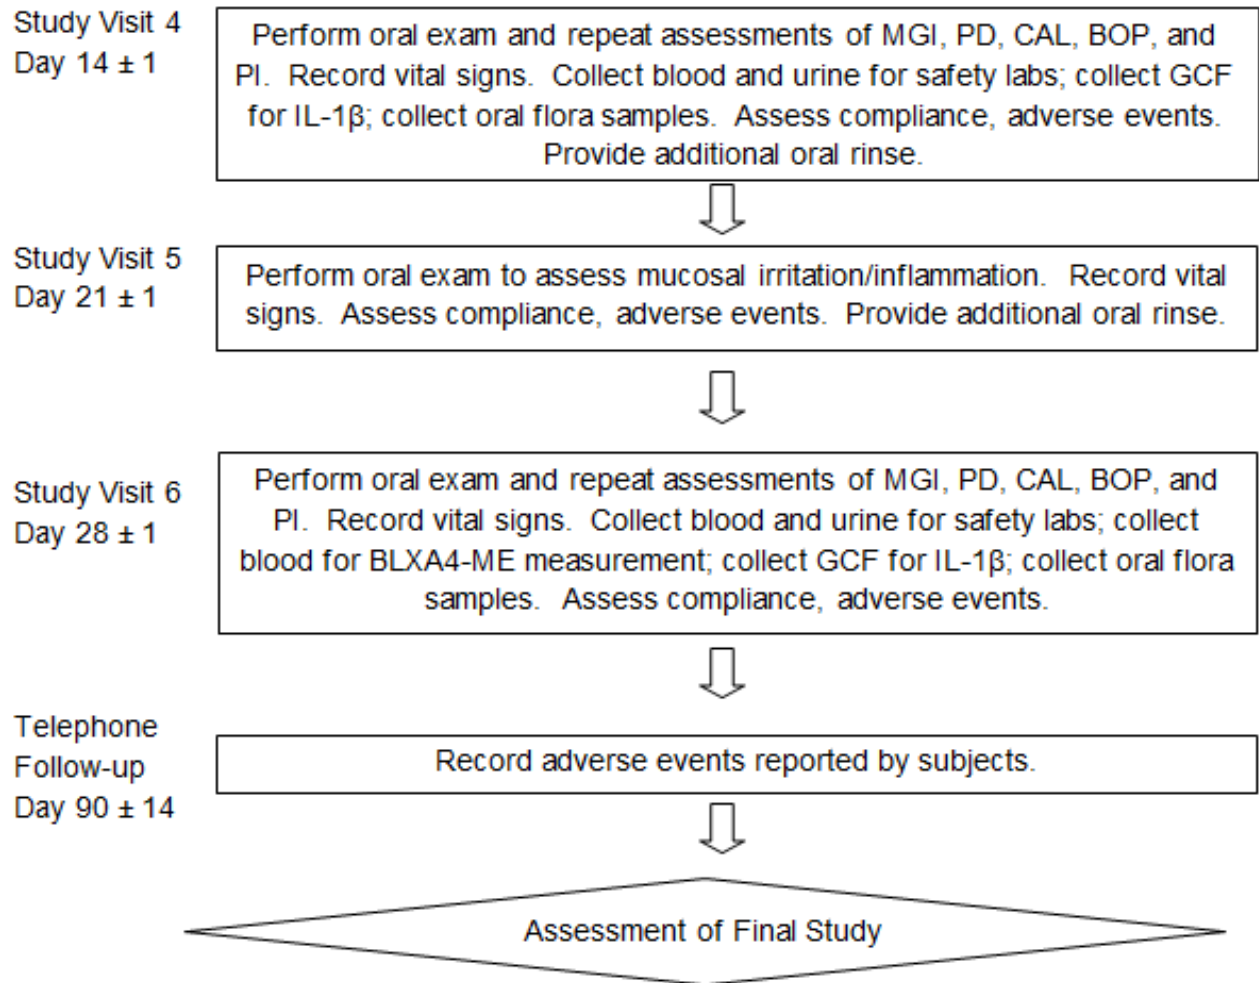 Study Visit 4
Day 14 ± 1
Perform oral exam and repeat assessments of MGI, PD, CAL, BOP, and
PI. Record vital signs. Collect blood and urine for safety labs; collect GCF
for IL-1β; collect oral flora samples. Assess compliance, adverse events.
Provide additional oral rinse.
Study Visit 5
Day 21 ± 1
Perform oral exam to assess mucosal irritation/inflammation. Record vital
signs. Assess compliance, adverse events. Provide additional oral rinse.
Study Visit 6
Day 28 ± 1
Perform oral exam and repeat assessments of MGI, PD, CAL, BOP, and
PI. Record vital signs. Collect blood and urine for safety labs; collect
blood for BLXA4-ME measurement; collect GCF for IL-1β; collect oral flora
samples. Assess compliance, adverse events.
Telephone
Follow-up
Day 90 ± 14
Record adverse events reported by subjects.
Assessment of Final Study